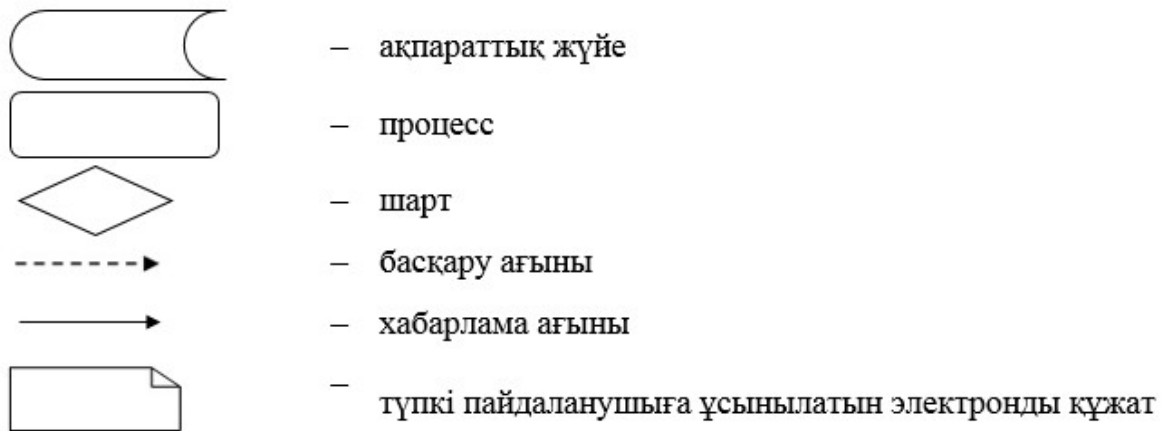 – ақпараттық жүйе
– процесс
– шарт
– басқару ағыны
– хабарлама ағыны
– түпкі пайдаланушыға ұсынылатын электронды құжат